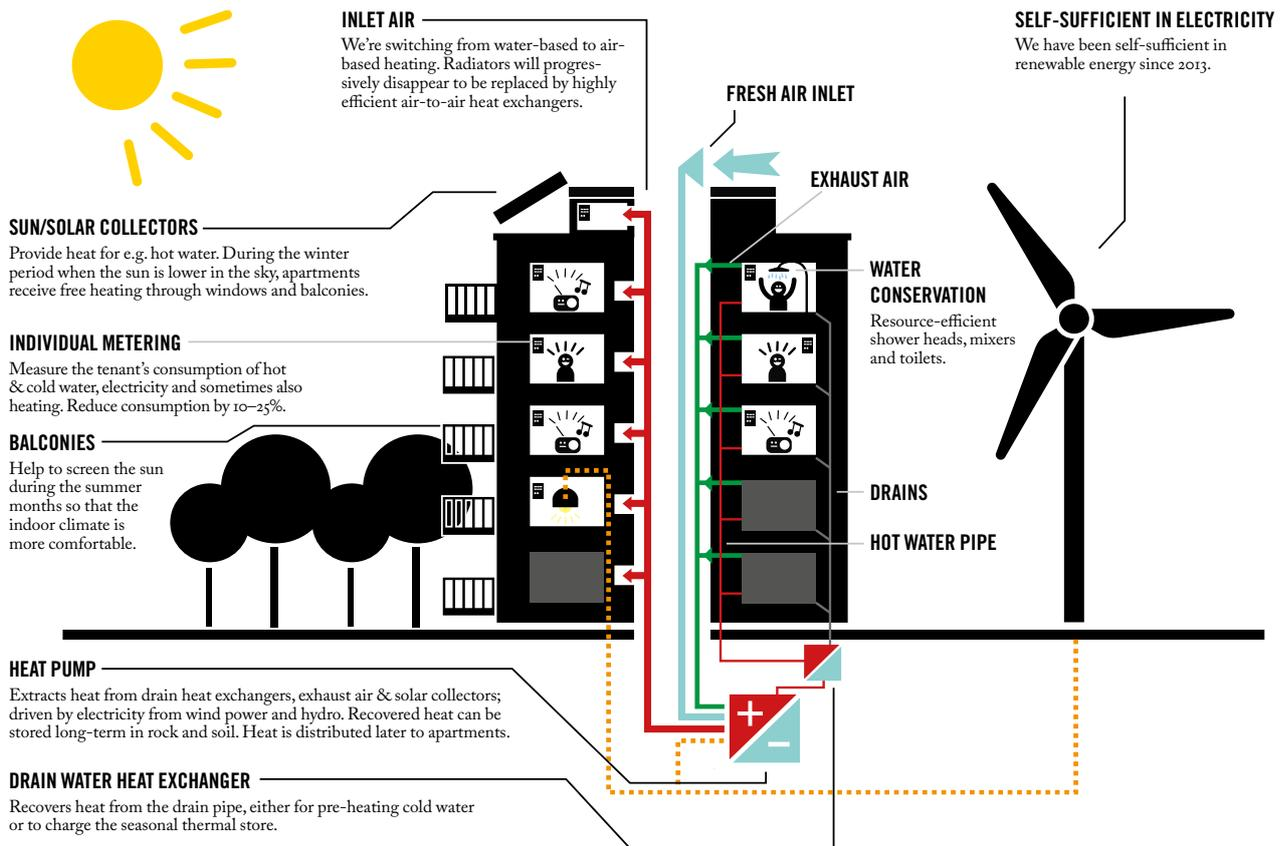 INLET AIR
We're switching from water-based to air-
based heating. Radiators will progres-
sively disappear to be replaced by highly
efficient air-to-air heat exchangers.
SELF-SUFFICIENT IN ELECTRICITY
We have been self-sufficient in
renewable energy since 2013.
FRESH AIR INLET
EXHAUST AIR
SUN/SOLAR COLLECTORS
Provide heat for e.g. hot water. During the winter
period when the sun is lower in the sky, apartments
receive free heating through windows and balconies.
WATER
CONSERVATION
Resource-efficient
shower heads, mixers
and toilets.
INDIVIDUAL METERING
Measure the tenant's consumption of hot
& cold water, electricity and sometimes also
heating. Reduce consumption by 10–25%.
BALCONIES
Help to screen the sun
during the summer
months so that the
indoor climate is
more comfortable.
DRAINS
HOT WATER PIPE
HEAT PUMP
Extracts heat from drain heat exchangers, exhaust air & solar collectors;
driven by electricity from wind power and hydro. Recovered heat can be
stored long-term in rock and soil. Heat is distributed later to apartments.
+
–
DRAIN WATER HEAT EXCHANGER
Recovers heat from the drain pipe, either for pre-heating cold water
or to charge the seasonal thermal store.